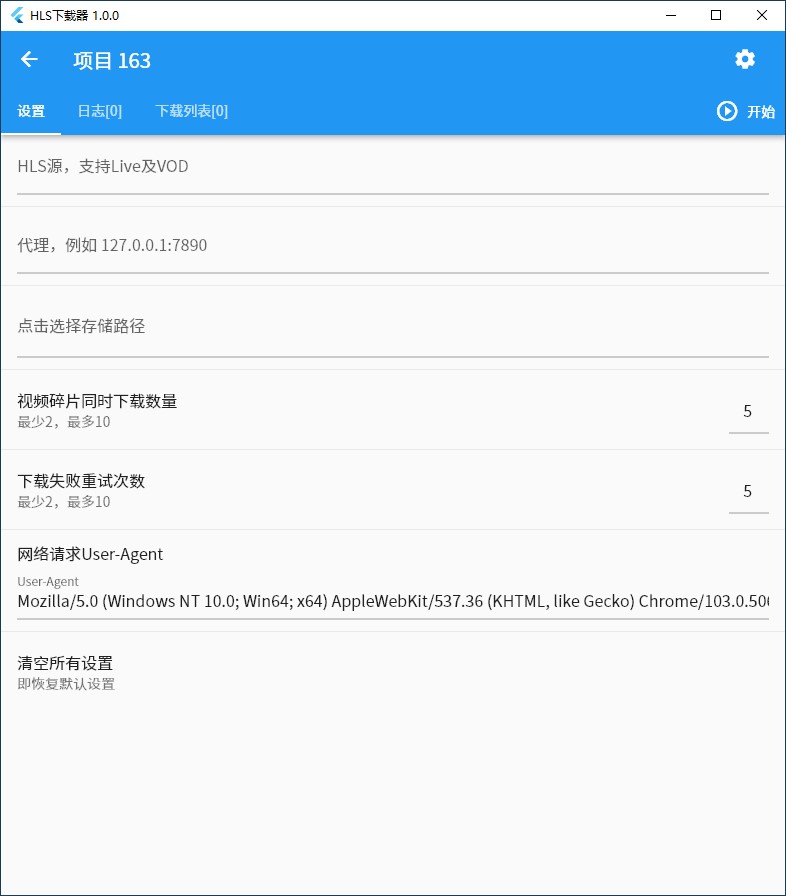 HLS下载器 1.0.0
项目 163
设置 日志[0] 下载列表[0] 开始
HLS源，支持Live及VOD
代理，例如 127.0.0.1:7890
点击选择存储路径
视频碎片同时下载数量
最少2，最多10
5
下载失败重试次数
最少2，最多10
5
网络请求User-Agent
User-Agent
Mozilla/5.0 (Windows NT 10.0; Win64; x64) AppleWebKit/537.36 (KHTML, like Gecko) Chrome/103.0.50
清空所有设置
即恢复默认设置